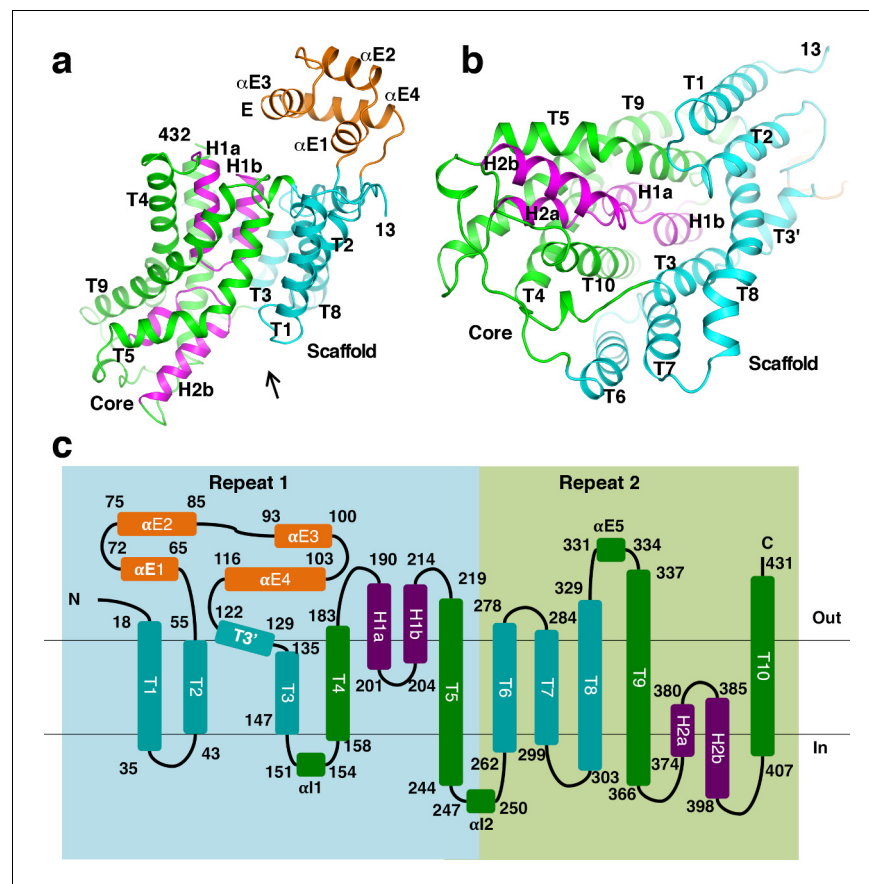 a
αE2
αE3
E
αE4
αE1
432
H1a
H1b
T4
T2
13
T9
T3
T8
T1
T5
Scaffold
H2b
Core
b
13
T1
T9
T5
T2
H2b
H1a
H2a
H1b
T3'
T3
T10
T4
T8
Core
T7
Scaffold
T6
c
Repeat 1 Repeat 2
75 85 93 100 αE5
αE2 αE3 331 334 C
72 65 116 103 190 214 431
αE1 αE4 219 329 337
N 18 55 122 129 183 278 284 Out
T3' 135
T1 T2 T3 T4 H1a H1b T5 T6 T7 T8 T9 H2a H2b T10
201 204 380 385
147
158 In
35 43 151 154 262 299 374 407
αI1 244 303 366
247 250 398
αI2